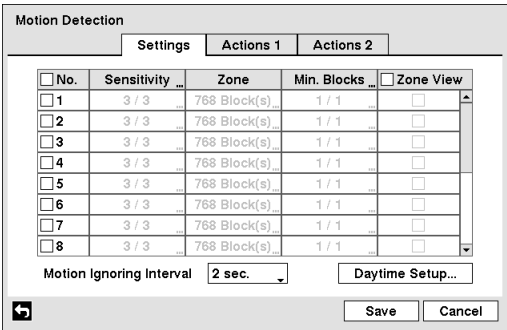 Motion Detection
Settings Actions 1 Actions 2
No. Sensitivity ... Zone Min. Blocks ... Zone View
1 3 / 3 ... 768 Block(s) ... 1 / 1 ...
2 3 / 3 ... 768 Block(s) ... 1 / 1 ...
3 3 / 3 ... 768 Block(s) ... 1 / 1 ...
4 3 / 3 ... 768 Block(s) ... 1 / 1 ...
5 3 / 3 ... 768 Block(s) ... 1 / 1 ...
6 3 / 3 ... 768 Block(s) ... 1 / 1 ...
7 3 / 3 ... 768 Block(s) ... 1 / 1 ...
8 3 / 3 ... 768 Block(s) ... 1 / 1 ...
Motion Ignoring Interval 2 sec. Daytime Setup...
Save Cancel